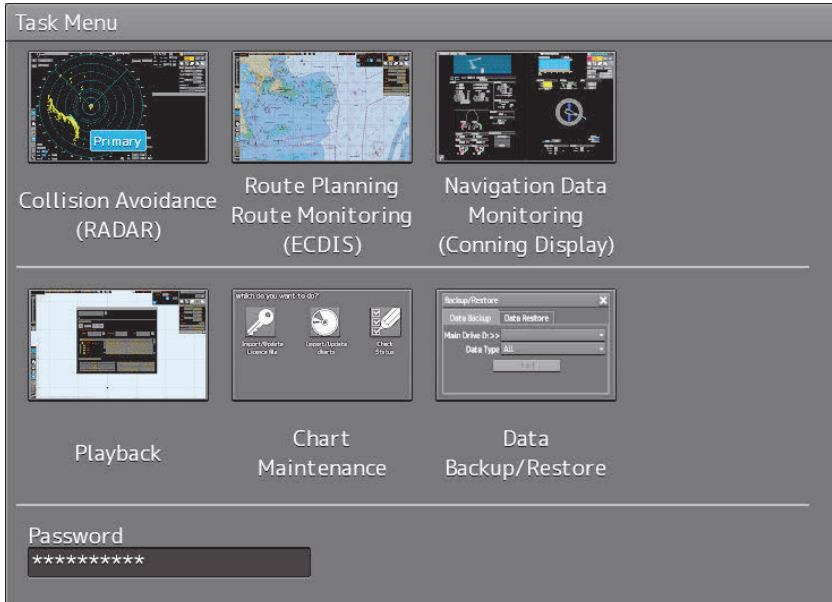 Task Menu
Primary
Collision Avoidance
(RADAR)
Route Planning
Route Monitoring
(ECDIS)
Navigation Data
Monitoring
(Conning Display)
which do you want to do?
Import/Update
Licence file
Import/Update
charts
Check
Status
Backup/Restore
Data Backup Data Restore
Main Drive D:>>
Data Type All
Playback
Chart
Maintenance
Data
Backup/Restore
Password
**********